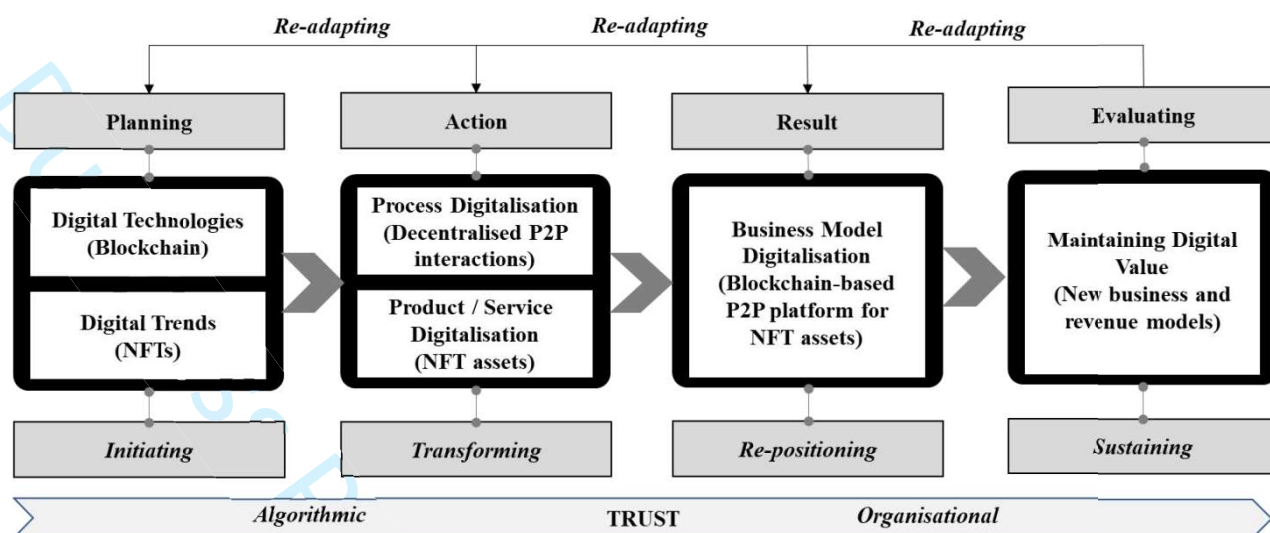 Re-adapting
Re-adapting
Re-adapting
Planning
Action
Result
Evaluating
Digital Technologies
(Blockchain)
Digital Trends
(NFTs)
Process Digitalisation
(Decentralised P2P
interactions)
Product / Service
Digitalisation
(NFT assets)
Business Model
Digitalisation
(Blockchain-based
P2P platform for
NFT assets)
Maintaining Digital
Value
(New business and
revenue models)
Initiating
Transforming
Re-positioning
Sustaining
Algorithmic
TRUST
Organisational